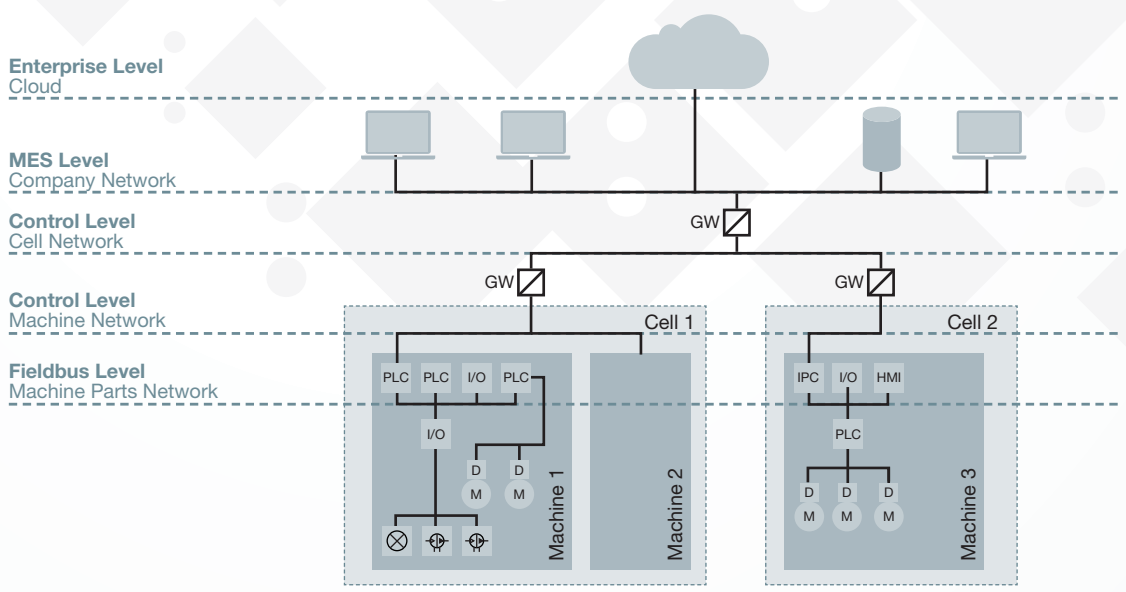 Enterprise Level
Cloud
MES Level
Company Network
Control Level
Cell Network
GW
Control Level
Machine Network
GW
GW
Cell 1
Cell 2
Fieldbus Level
Machine Parts Network
PLC
PLC
I/O
PLC
IPC
I/O
HMI
I/O
PLC
D
D
M
M
D
D
D
M
M
M
Machine 1
Machine 2
Machine 3